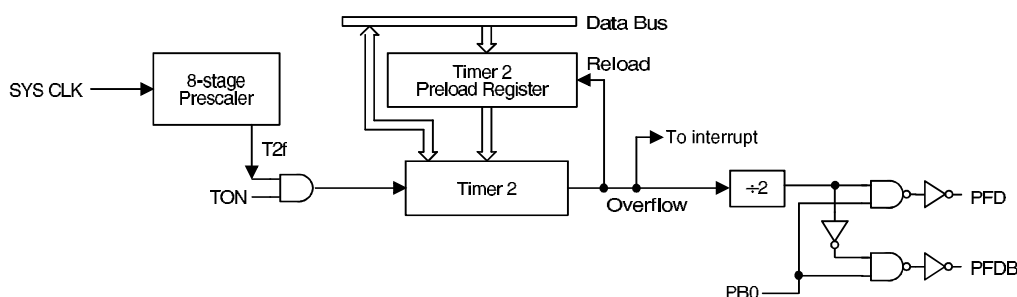 Data Bus
SYS CLK
8-stage
Prescaler
Timer 2
Preload Register
Reload
T2f
To interrupt
TON
Timer 2
Overflow
÷2
PFD
PFDB
PB0